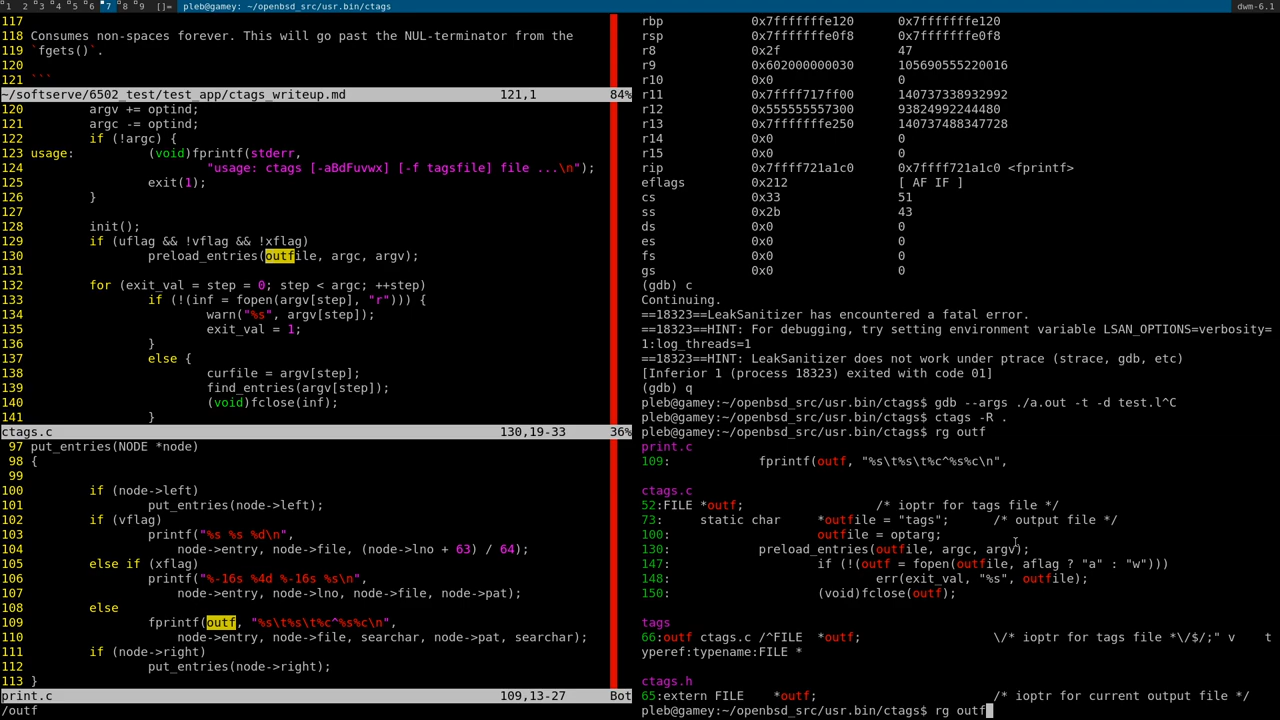 1 2 3 4 5 6 7 8 9 []= pleb@gamey: ~/openbsd_src/usr.bin/ctags dwm-6.1
117
118 Consumes non-spaces forever. This will go past the NUL-terminator from the
119 `fgets()`.
120
121 ```
~/softserve/6502_test/test_app/ctags_writeup.md 121,1 84%
120         argv += optind;
121         argc -= optind;
122         if (!argc) {
123 usage:          (void)fprintf(stderr,
124                         "usage: ctags [-aBdFuvwx] [-f tagsfile] file ...\n");
125                 exit(1);
126         }
127
128         init();
129         if (uflag && !vflag && !xflag)
130                 preload_entries(outfile, argc, argv);
131
132         for (exit_val = step = 0; step < argc; ++step)
133                 if (!(inf = fopen(argv[step], "r"))) {
134                         warn("%s", argv[step]);
135                         exit_val = 1;
136                 }
137                 else {
138                         curfile = argv[step];
139                         find_entries(argv[step]);
140                         (void)fclose(inf);
141                 }
ctags.c 130,19-33 36%
97 put_entries(NODE *node)
98 {
99
100         if (node->left)
101                 put_entries(node->left);
102         if (vflag)
103                 printf("%s %s %d\n",
104                     node->entry, node->file, (node->lno + 63) / 64);
105         else if (xflag)
106                 printf("%-16s %4d %-16s %s\n",
107                     node->entry, node->lno, node->file, node->pat);
108         else
109                 fprintf(outf, "%s\t%s\t%c^%s%c\n",
110                     node->entry, node->file, searchar, node->pat, searchar);
111         if (node->right)
112                 put_entries(node->right);
113 }
print.c 109,13-27 Bot
/outf
rbp            0x7fffffffe120      0x7fffffffe120
rsp            0x7fffffffe0f8      0x7fffffffe0f8
r8             0x2f                47
r9             0x602000000030      105690555220016
r10            0x0                 0
r11            0x7ffff717ff00      140737338932992
r12            0x555555557300      93824992244480
r13            0x7fffffffe250      140737488347728
r14            0x0                 0
r15            0x0                 0
rip            0x7ffff721a1c0      0x7ffff721a1c0 <fprintf>
eflags         0x212               [ AF IF ]
cs             0x33                51
ss             0x2b                43
ds             0x0                 0
es             0x0                 0
fs             0x0                 0
gs             0x0                 0
(gdb) c
Continuing.
==18323==LeakSanitizer has encountered a fatal error.
==18323==HINT: For debugging, try setting environment variable LSAN_OPTIONS=verbosity=
1:log_threads=1
==18323==HINT: LeakSanitizer does not work under ptrace (strace, gdb, etc)
[Inferior 1 (process 18323) exited with code 01]
(gdb) q
pleb@gamey:~/openbsd_src/usr.bin/ctags$ gdb --args ./a.out -t -d test.l^C
pleb@gamey:~/openbsd_src/usr.bin/ctags$ ctags -R .
pleb@gamey:~/openbsd_src/usr.bin/ctags$ rg outf
print.c
109:            fprintf(outf, "%s\t%s\t%c^%s%c\n",
ctags.c
52:FILE *outf;                 /* ioptr for tags file */
73:     static char     *outfile = "tags";      /* output file */
100:                    outfile = optarg;
130:            preload_entries(outfile, argc, argv);
147:                    if (!(outf = fopen(outfile, aflag ? "a" : "w")))
148:                            err(exit_val, "%s", outfile);
150:                    (void)fclose(outf);
tags
66:outf ctags.c /^FILE  *outf;                  \/* ioptr for tags file *\/$/;" v    t
yperef:typename:FILE *
ctags.h
65:extern FILE    *outf;                        /* ioptr for current output file */
pleb@gamey:~/openbsd_src/usr.bin/ctags$ rg outf